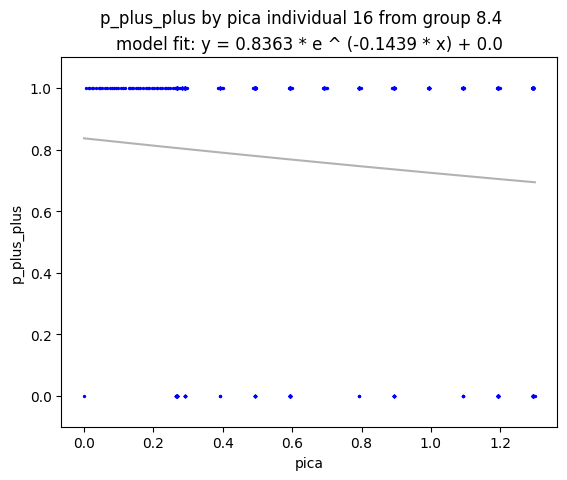 p_plus_plus by pica individual 16 from group 8.4
model fit: y = 0.8363 * e ^ (-0.1439 * x) + 0.0
1.0
0.8
0.6
0.4
0.2
0.0
p_plus_plus
0.0 0.2 0.4 0.6 0.8 1.0 1.2
pica